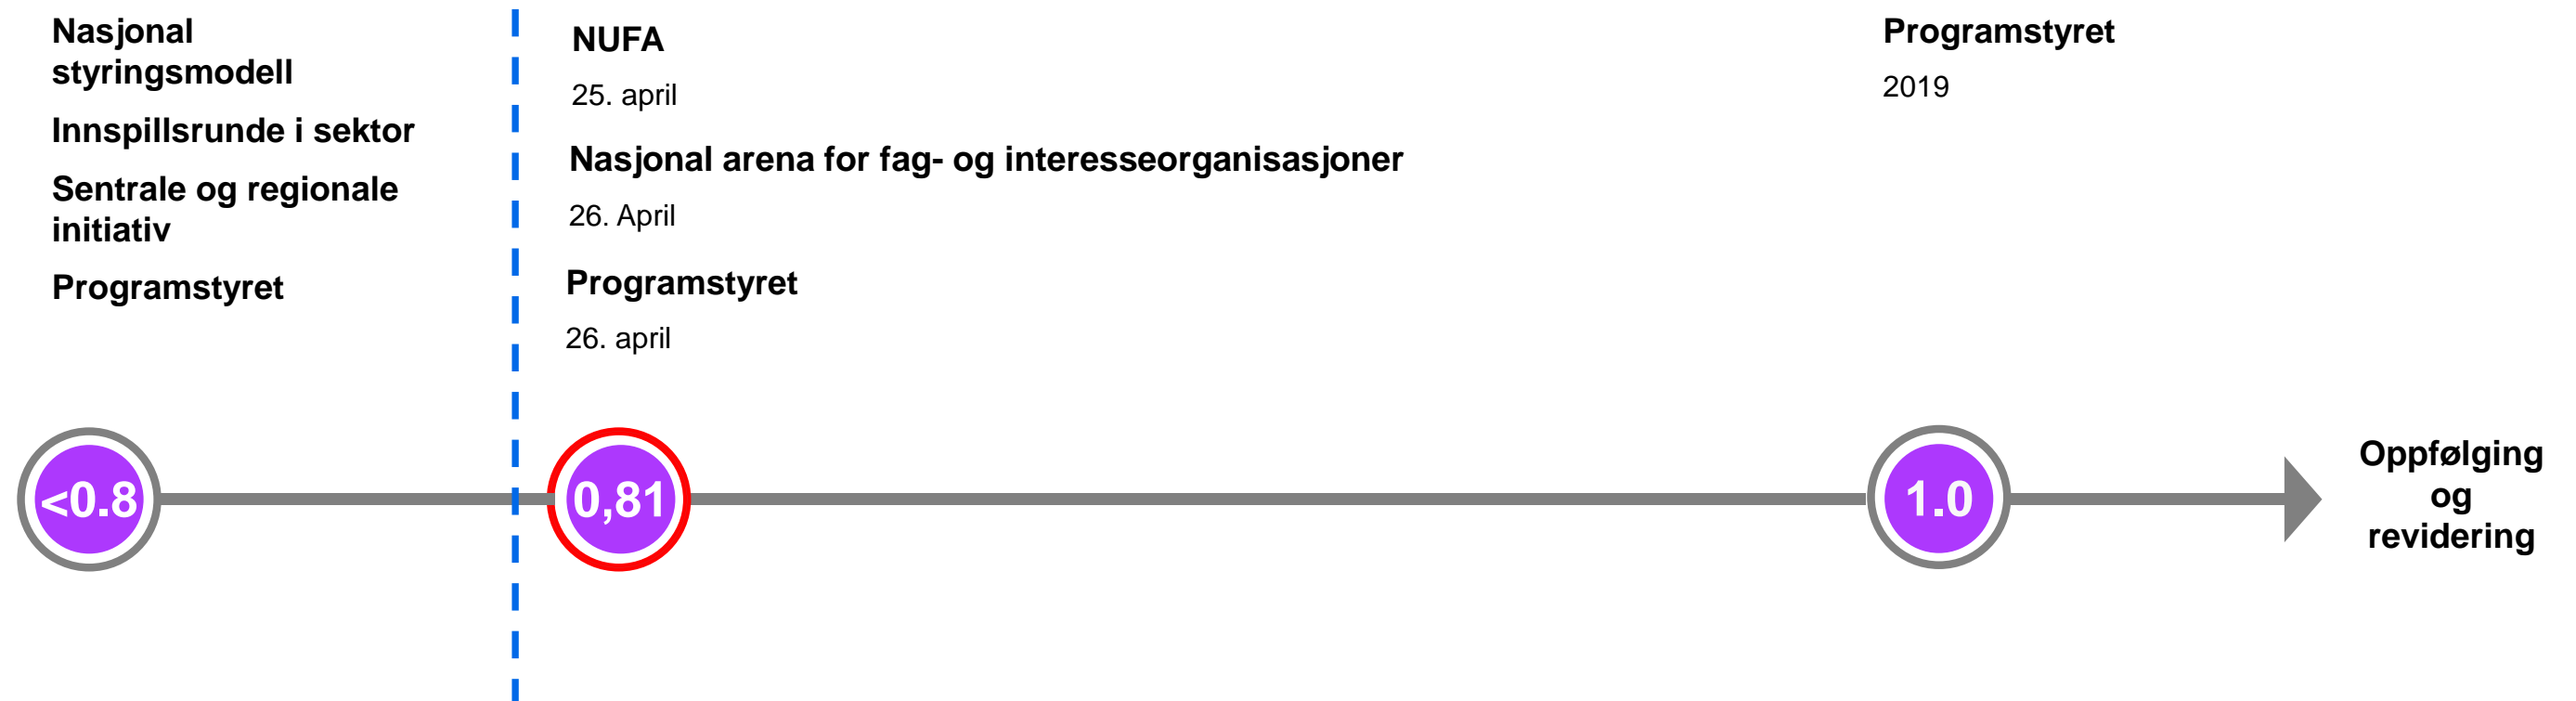 Nasjonal
styringsmodell
Innspillsrunde i sektor
Sentrale og regionale
initiativ
Programstyret
NUFA
25. april
Nasjonal arena for fag- og interesseorganisasjoner
26. April
Programstyret
26. april
Programstyret
2019
<0.8
0,81
1.0
Oppfølging
og
revidering